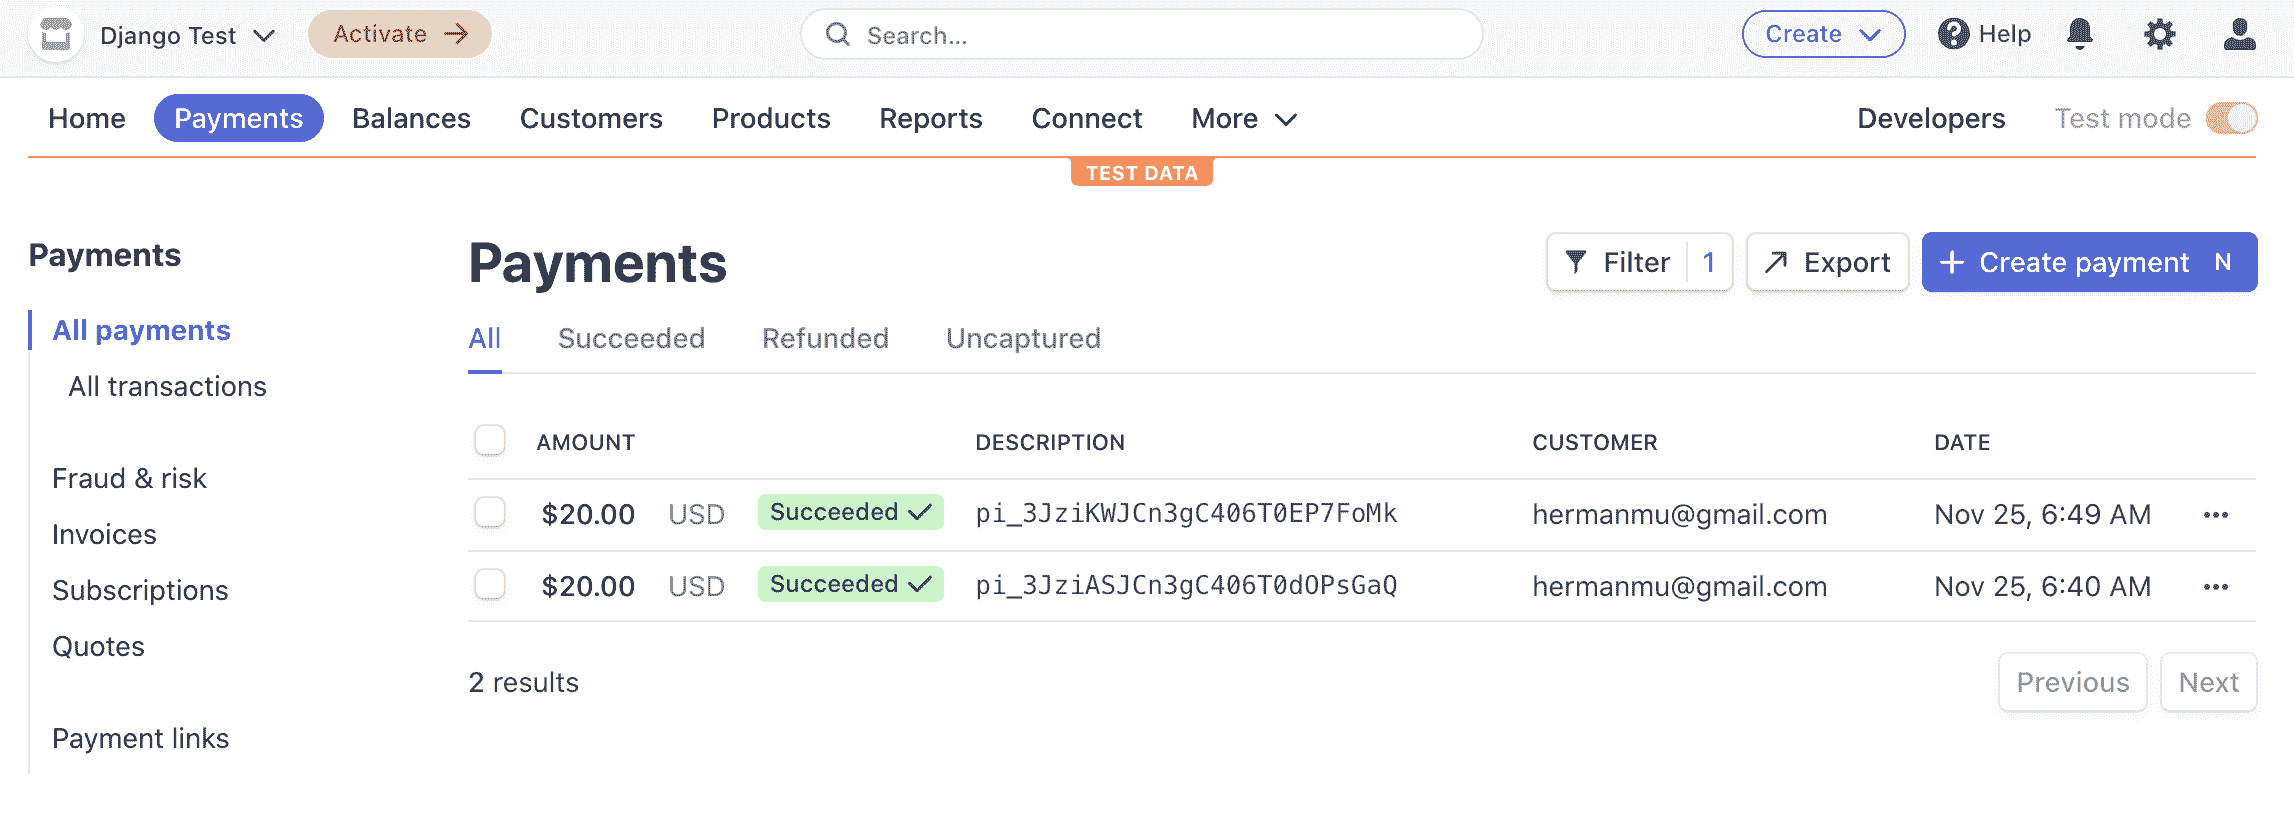 Django Test
Activate
Search...
Create
Help
Home Payments Balances Customers Products Reports Connect More
Developers Test mode
TEST DATA
Payments
All payments
All transactions
Fraud & risk
Invoices
Subscriptions
Quotes
Payment links
Payments
Filter 1
Export
Create payment N
All Succeeded Refunded Uncaptured
AMOUNT DESCRIPTION CUSTOMER DATE
$20.00 USD Succeeded pi_3JziKWJCn3gC406T0EP7FoMk hermanmu@gmail.com Nov 25, 6:49 AM
$20.00 USD Succeeded pi_3JziASJCn3gC406T0dOPsGaQ hermanmu@gmail.com Nov 25, 6:40 AM
2 results
Previous Next